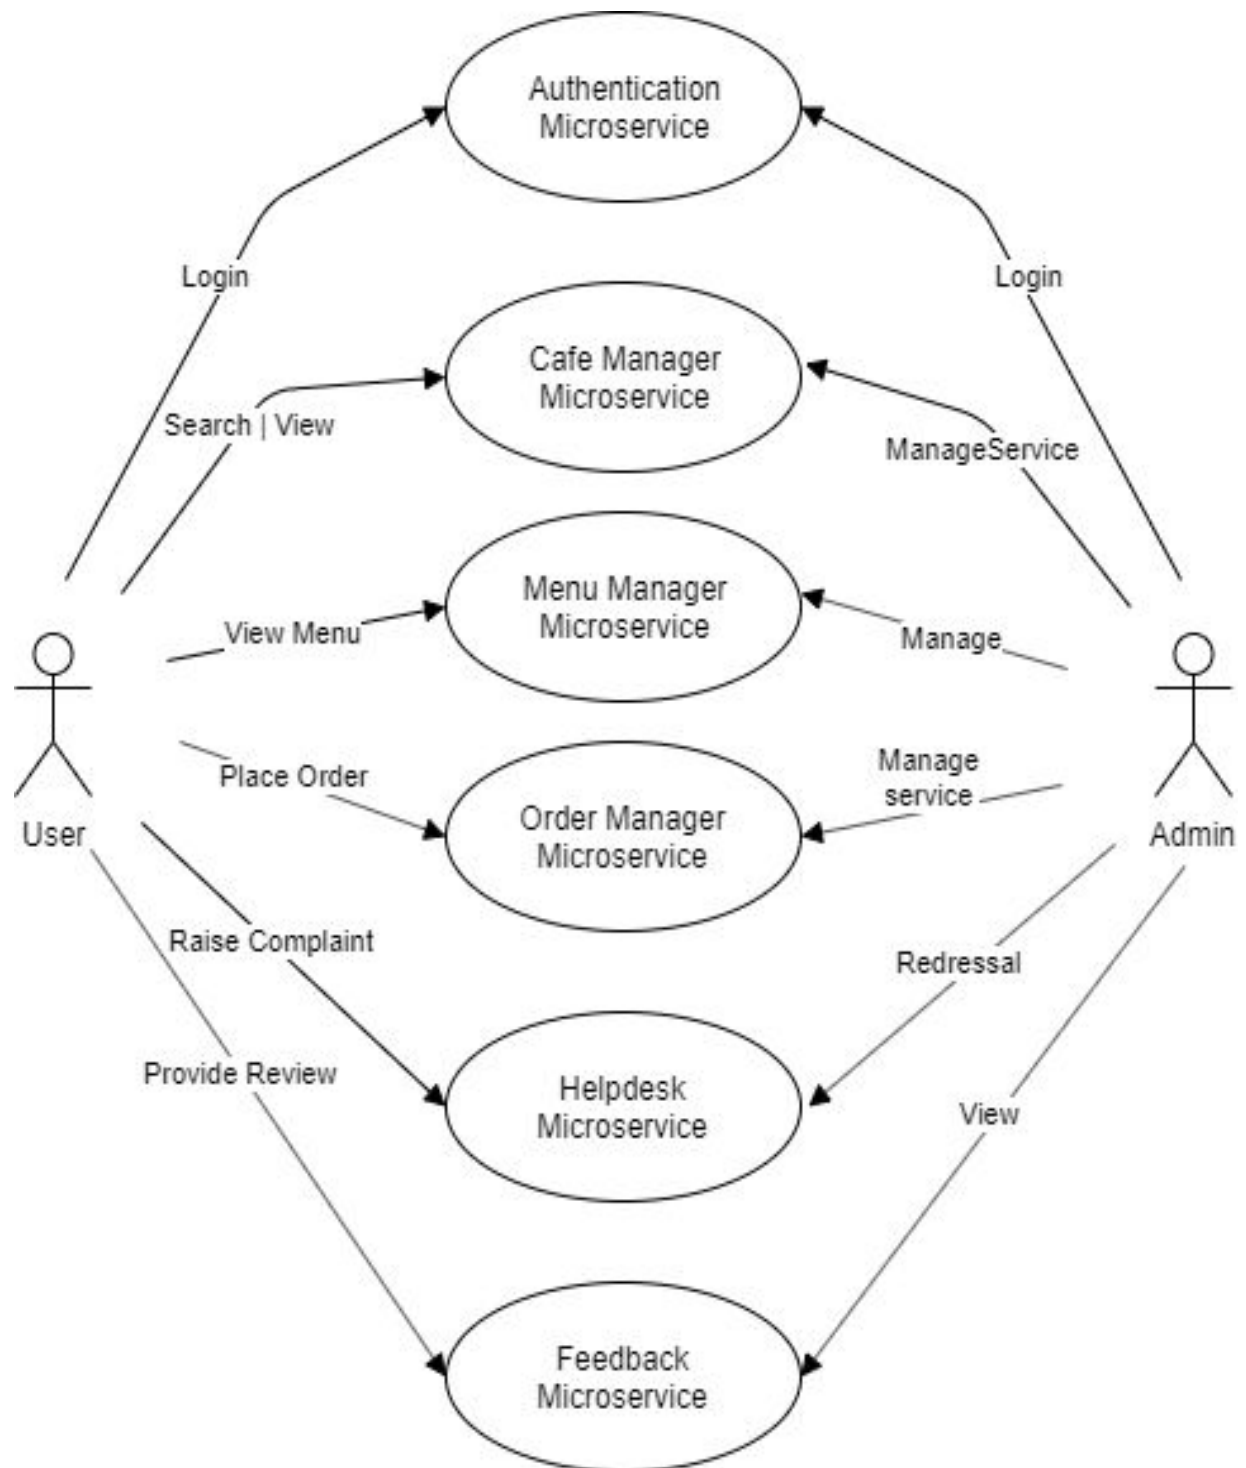 Authentication
Microservice
Login
Login
Cafe Manager
Microservice
Search | View
ManageService
Menu Manager
Microservice
View Menu
Manage
Place Order
Manage
service
Order Manager
Microservice
User
Admin
Raise Complaint
Redressal
Provide Review
Helpdesk
Microservice
View
Feedback
Microservice